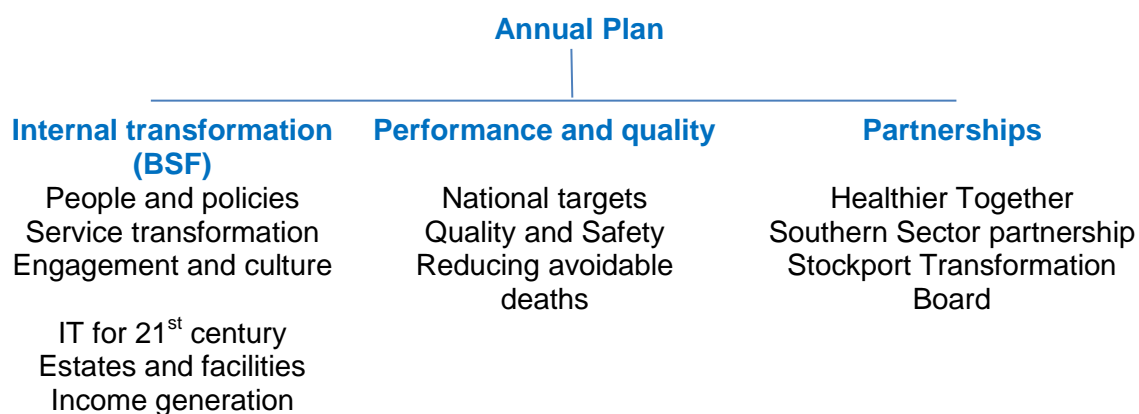 Annual Plan
Internal transformation
(BSF)
People and policies
Service transformation
Engagement and culture
IT for 21st century
Estates and facilities
Income generation
Performance and quality
National targets
Quality and Safety
Reducing avoidable
deaths
Partnerships
Healthier Together
Southern Sector partnership
Stockport Transformation
Board